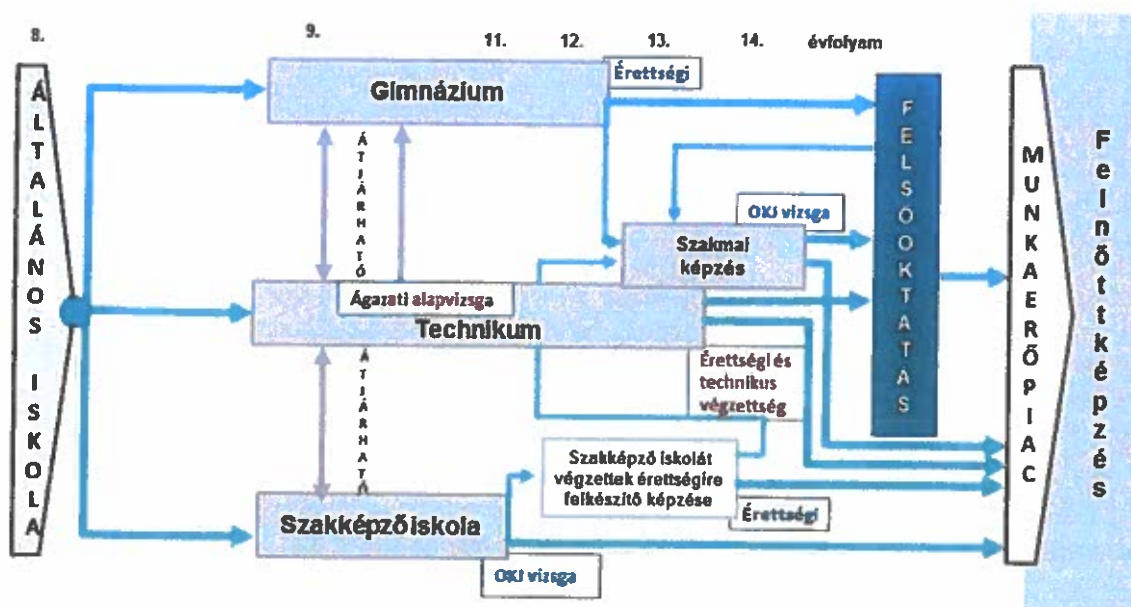 8. 9. 11. 12. 13. 14. évfolyam
ÁLTALÁNOS ISKOLA
Gimnázium
Érettségi
ÁTJÁRHATÓ
Ágazati alapvizsga
Technikum
Szakmai
képzés
OKJ vizsga
Érettségi és
technikus
végzettség
ÁTJÁRHATÓ
Szakképző iskolát
végzettek érettségire
felkészítő képzése
Érettségi
Szakképzőiskola
OKJ vizsga
FELSŐOKTATAS
MUNKAERŐPIAC
Felnőttképzés